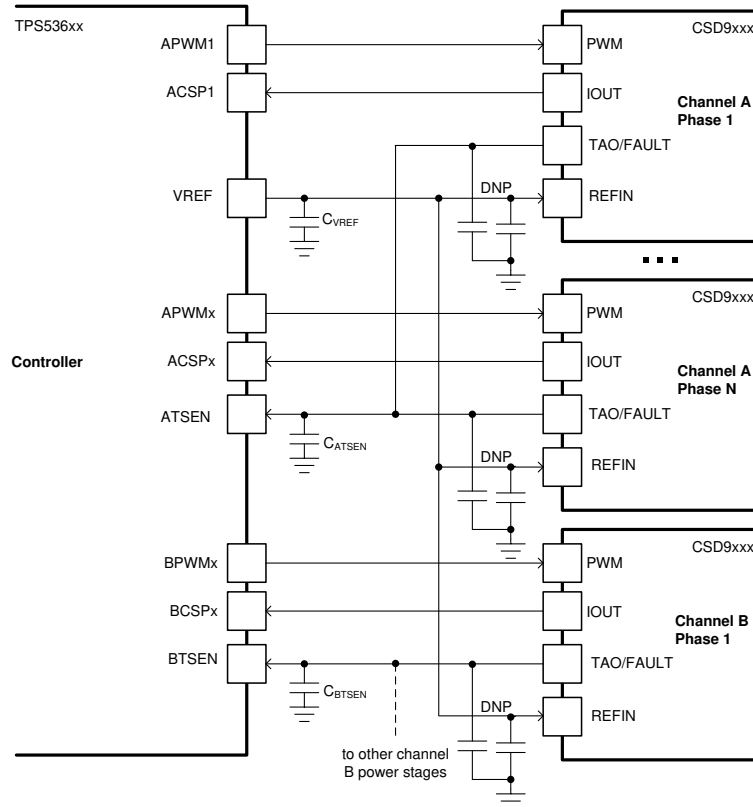 TPS536xx
CSD9xxx
APWM1
PWM
ACSP1
IOUT
Channel A
Phase 1
TAO/FAULT
VREF
DNP
REFIN
CVREF
CSD9xxx
APWMx
PWM
Controller
ACSPx
IOUT
Channel A
Phase N
ATSEN
TAO/FAULT
CATSEN
DNP
REFIN
CSD9xxx
BPWMx
PWM
BCSPx
IOUT
Channel B
Phase 1
BTSEN
TAO/FAULT
CBTSEN
DNP
REFIN
to other channel
B power stages